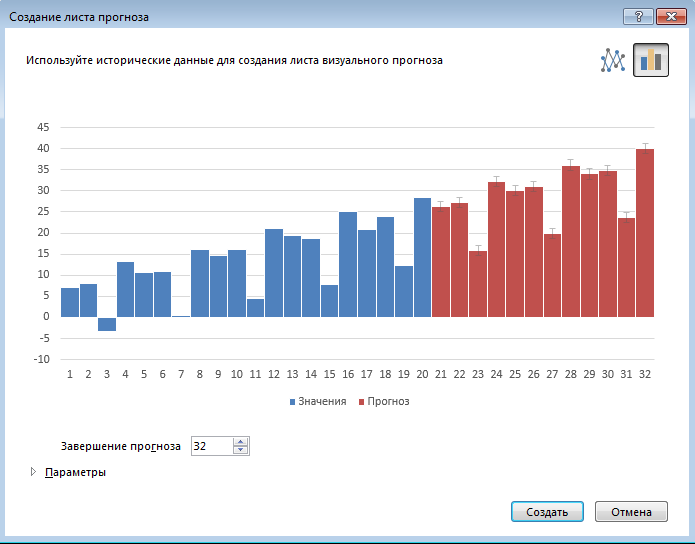 Создание листа прогноза
Используйте исторические данные для создания листа визуального прогноза
45
40
35
30
25
20
15
10
5
0
-5
-10
1 2 3 4 5 6 7 8 9 10 11 12 13 14 15 16 17 18 19 20 21 22 23 24 25 26 27 28 29 30 31 32
Значения Прогноз
Завершение прогноза 32
Параметры
Создать Отмена